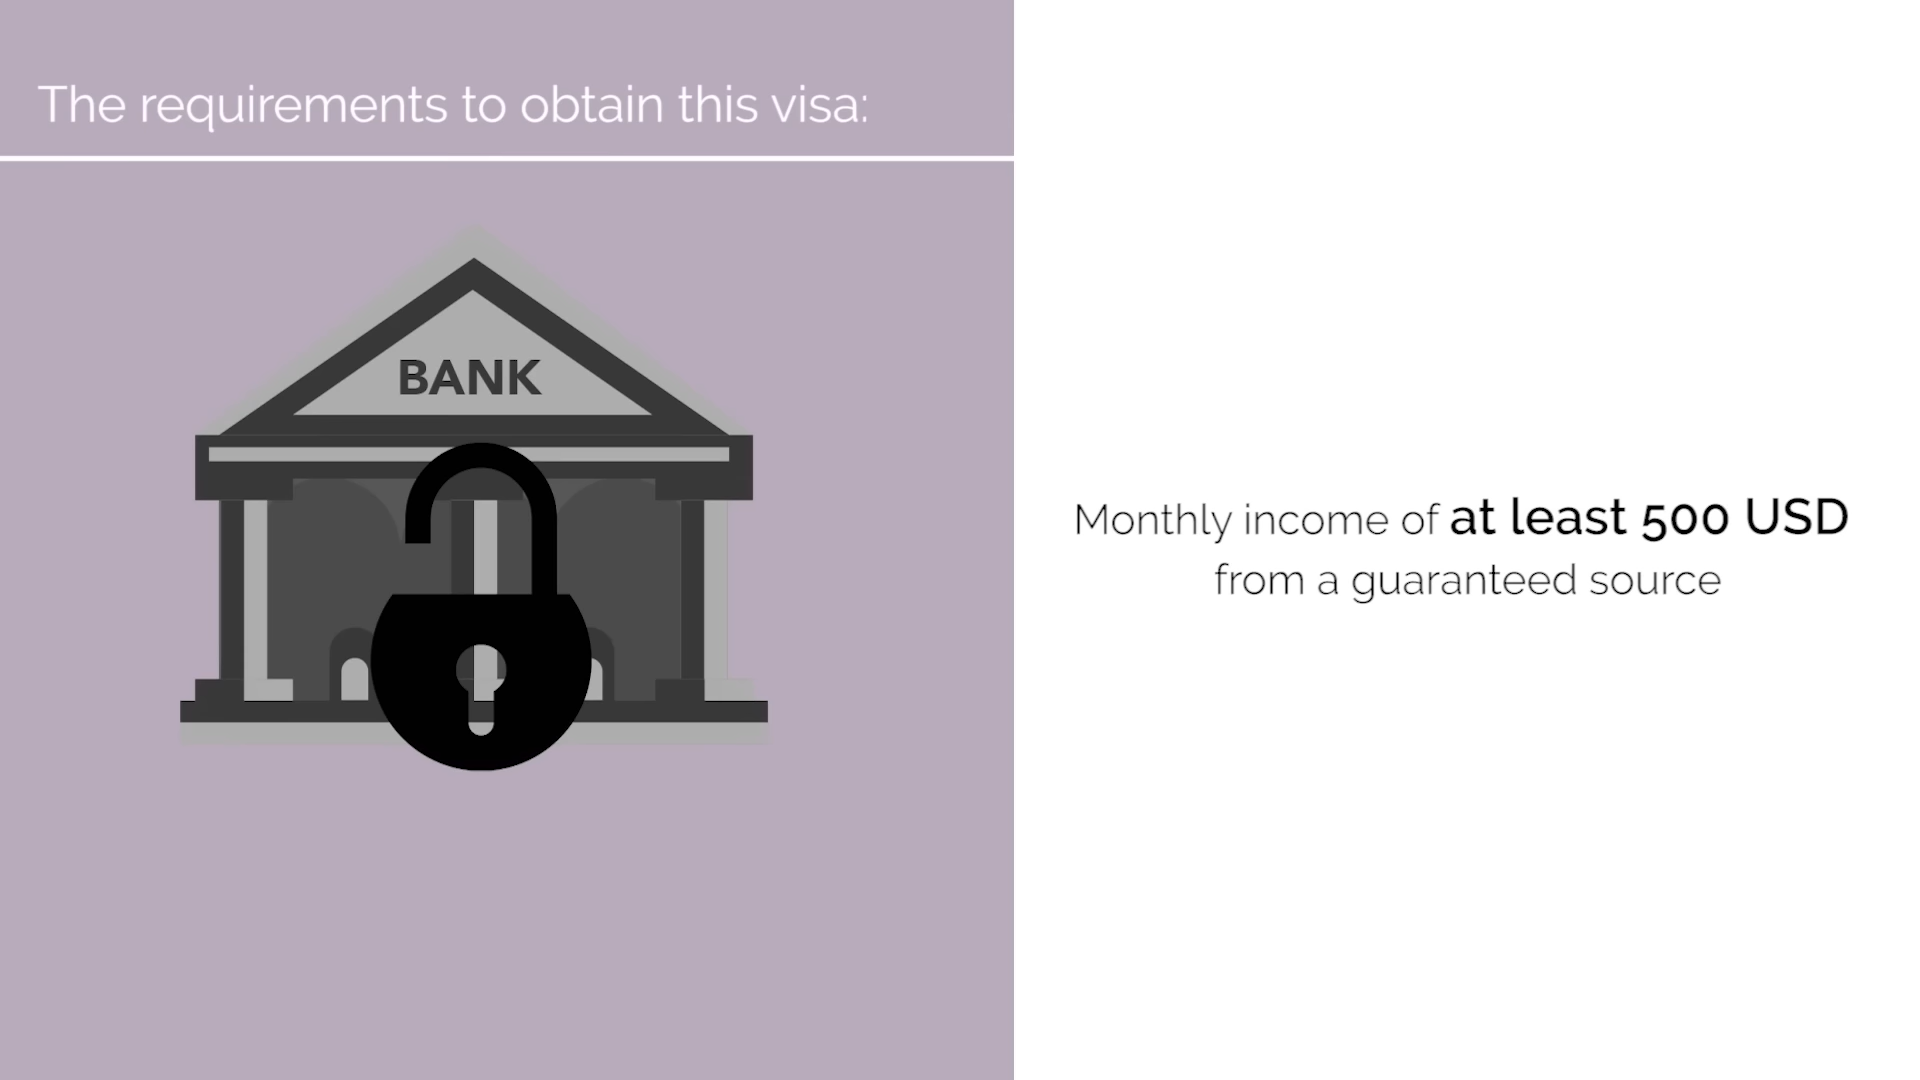 The requirements to obtain this visa:
BANK
Monthly income of at least 500 USD
from a guaranteed source